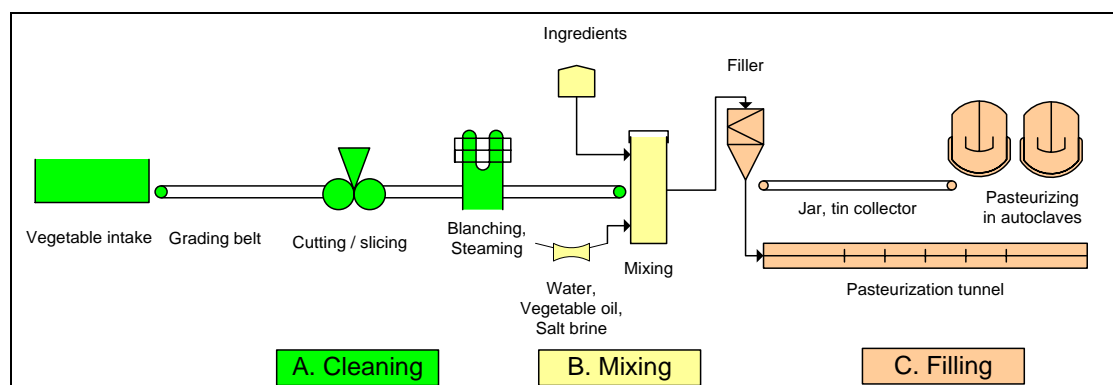 Ingredients
Filler
Vegetable intake
Grading belt
Cutting / slicing
Blanching,
Steaming
Mixing
Water,
Vegetable oil,
Salt brine
Jar, tin collector
Pasteurizing
in autoclaves
Pasteurization tunnel
A. Cleaning
B. Mixing
C. Filling